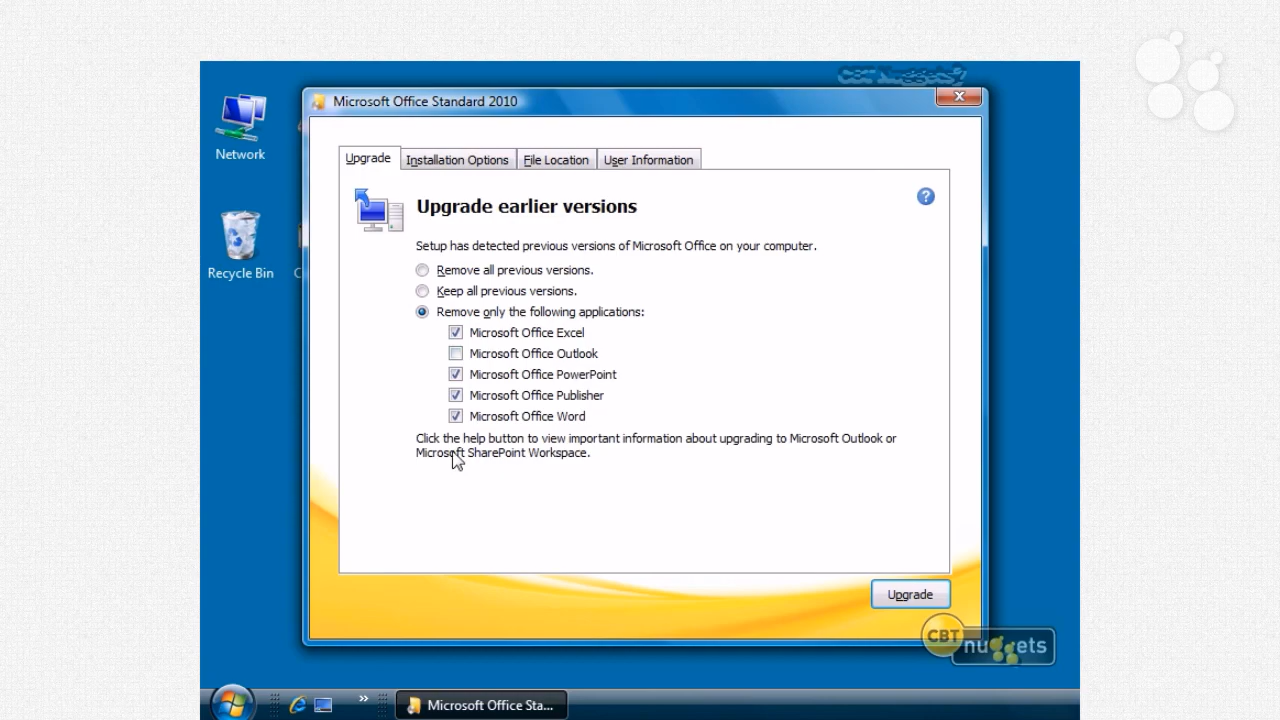 CBT Nuggets
Microsoft Office Standard 2010
Network
Recycle Bin
C
Upgrade
Installation Options
File Location
User Information
Upgrade earlier versions
Setup has detected previous versions of Microsoft Office on your computer.
Remove all previous versions.
Keep all previous versions.
Remove only the following applications:
Microsoft Office Excel
Microsoft Office Outlook
Microsoft Office PowerPoint
Microsoft Office Publisher
Microsoft Office Word
Click the help button to view important information about upgrading to Microsoft Outlook or
Microsoft SharePoint Workspace.
Upgrade
CBT nuggets
Microsoft Office Sta...